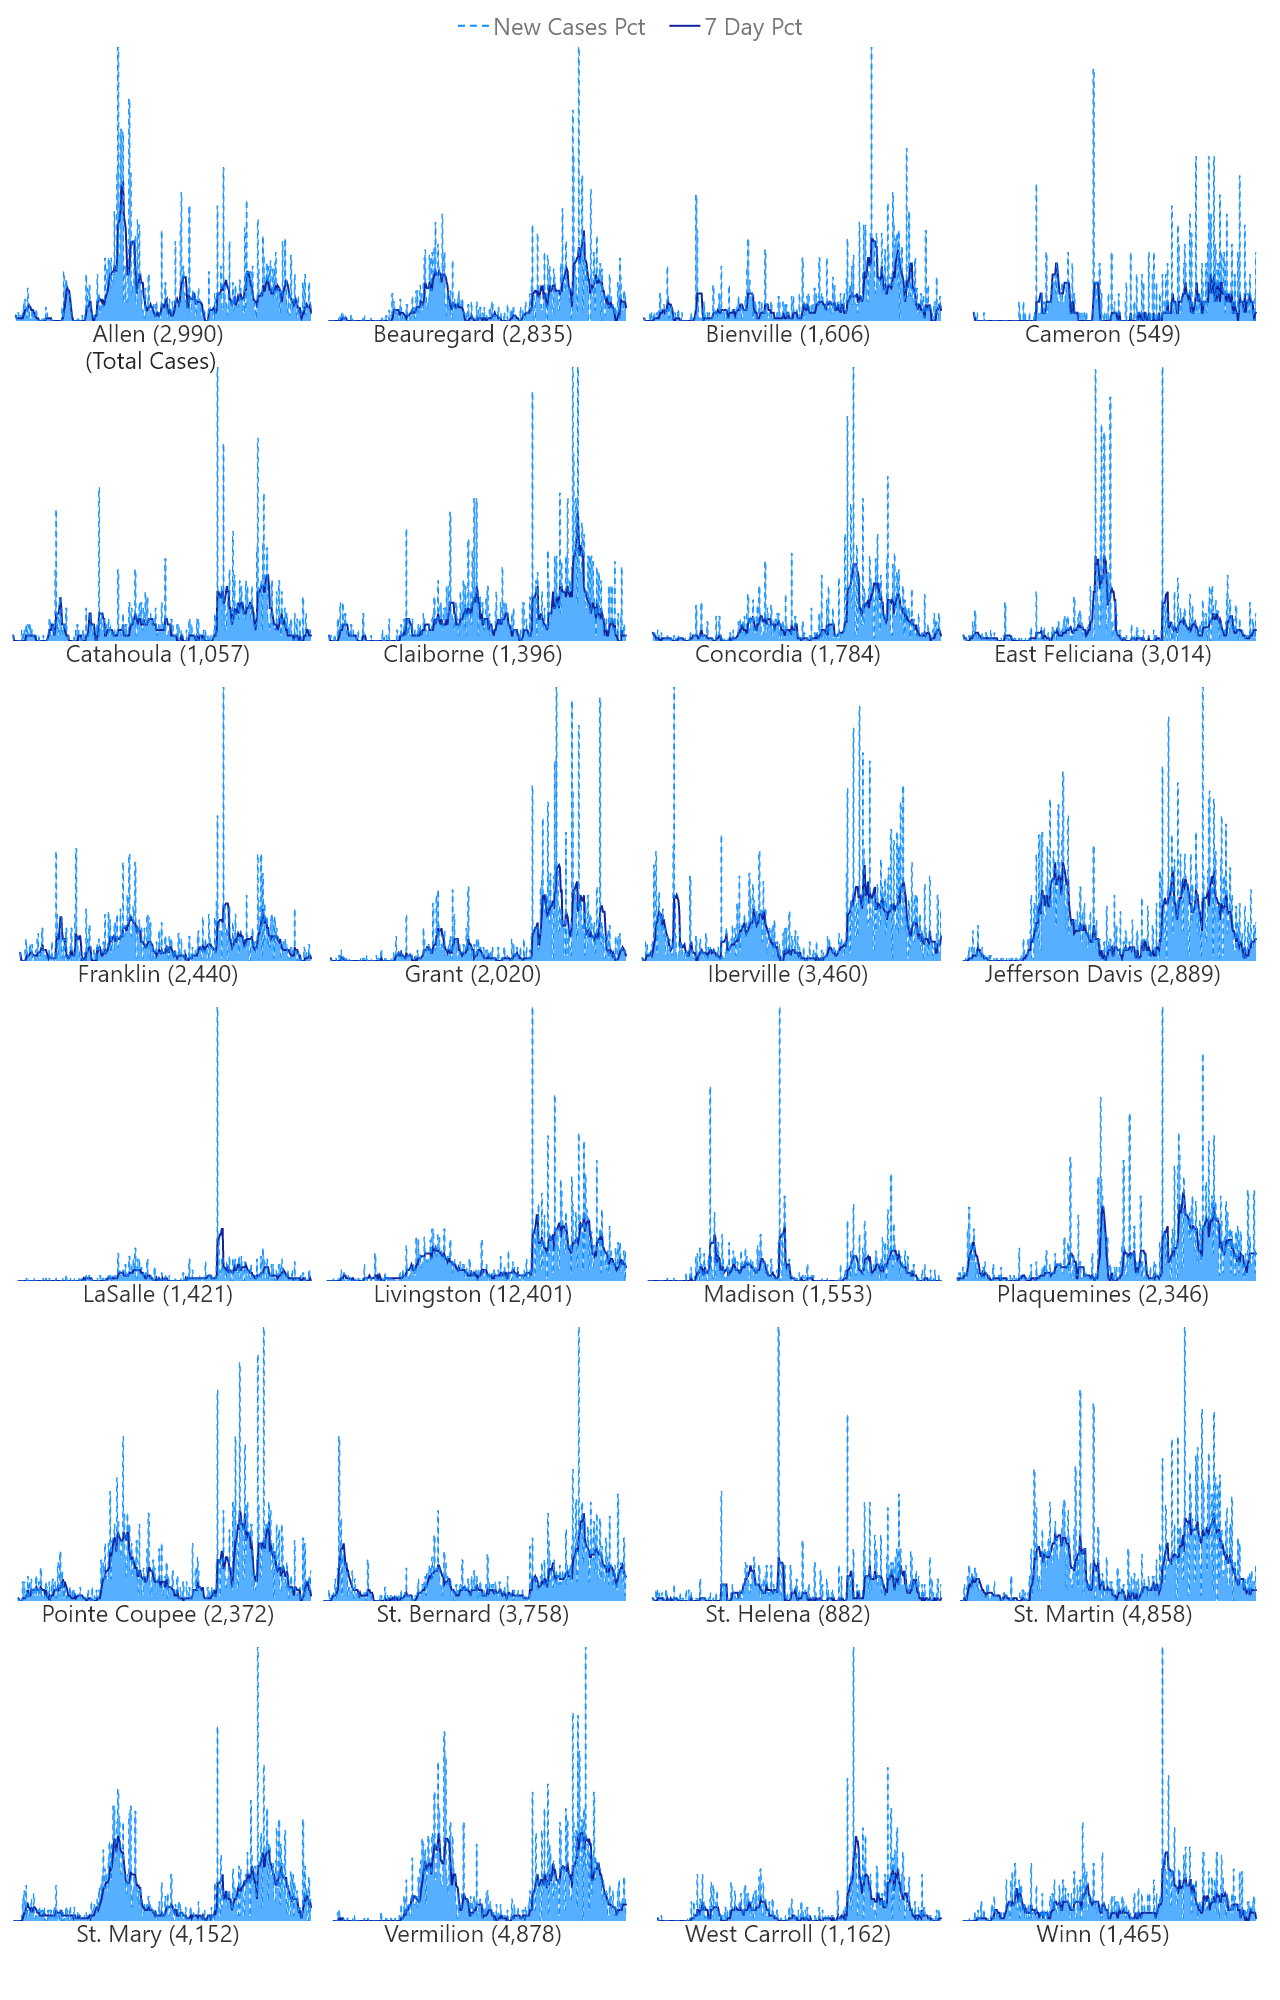 New Cases Pct 7 Day Pct
Allen (2,990) Beauregard (2,835) Bienville (1,606) Cameron (549)
(Total Cases)
Catahoula (1,057) Claiborne (1,396) Concordia (1,784) East Feliciana (3,014)
Franklin (2,440) Grant (2,020) Iberville (3,460) Jefferson Davis (2,889)
LaSalle (1,421) Livingston (12,401) Madison (1,553) Plaquemines (2,346)
Pointe Coupee (2,372) St. Bernard (3,758) St. Helena (882) St. Martin (4,858)
St. Mary (4,152) Vermilion (4,878) West Carroll (1,162) Winn (1,465)